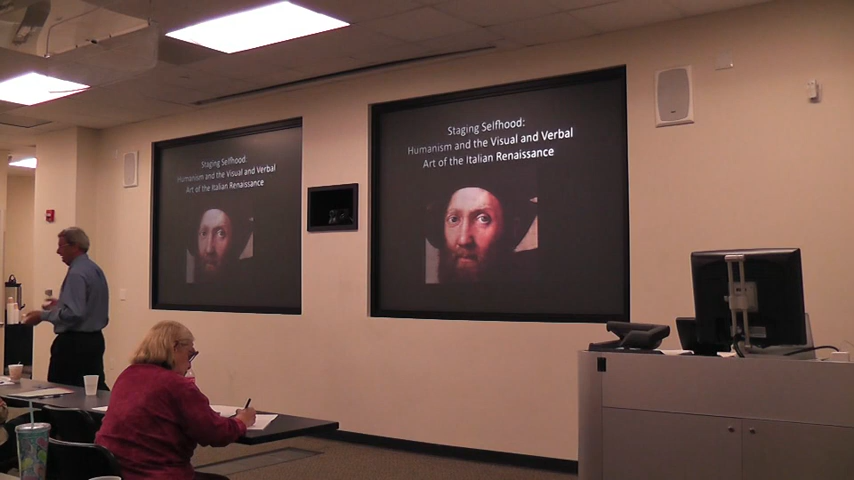 Staging Selfhood:
Humanism and the Visual and Verbal
Art of the Italian Renaissance
Staging Selfhood:
Humanism and the Visual and Verbal
Art of the Italian Renaissance